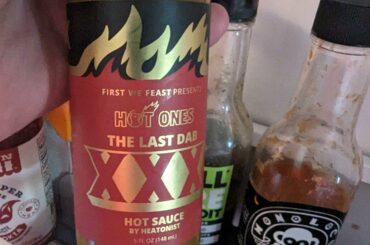 FIRST WE FEAST PRESENTS
HOT ONES
THE LAST DAB
XXX
HOT SAUCE
BY HEATONIST
5 FL OZ (148 mL)